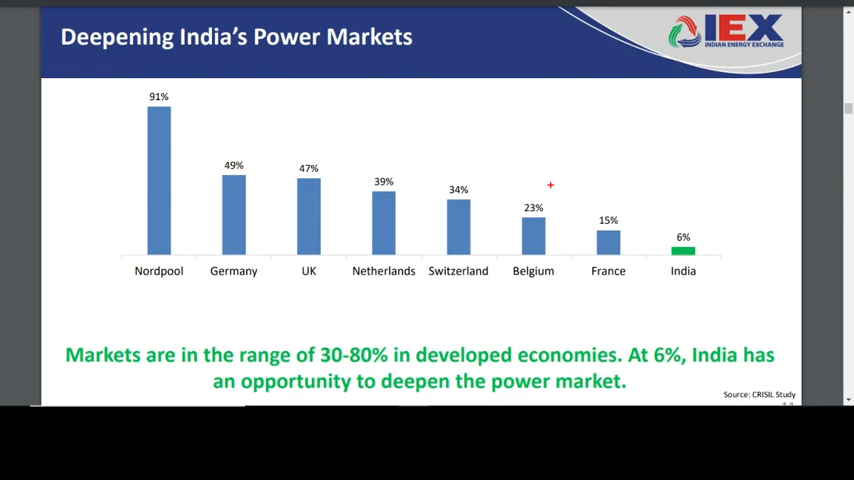 Deepening India's Power Markets
IEX
INDIAN ENERGY EXCHANGE
91%
49%
47%
39%
34%
23%
15%
6%
Nordpool
Germany
UK
Netherlands
Switzerland
Belgium
France
India
Markets are in the range of 30-80% in developed economies. At 6%, India has
an opportunity to deepen the power market.
Source: CRISIL Study